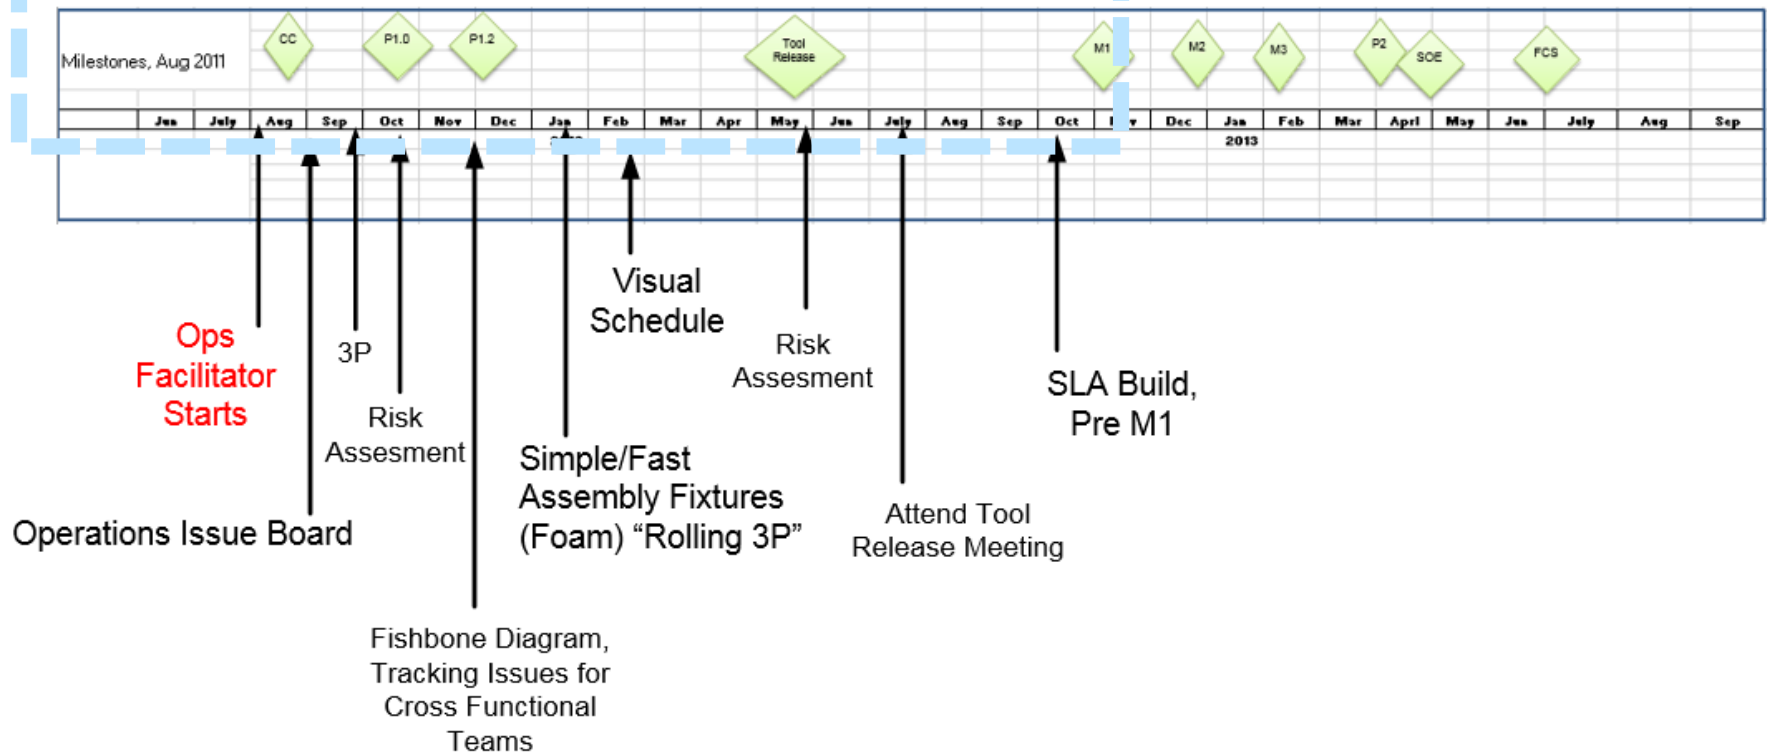 CC
P1.0
P1.2
Tool
Release
M1
M2
M3
P2
SOE
FCS
Milestones, Aug 2011
Jun July Aug Sep Oct Nov Dec Jan Feb Mar Apr May Jun July Aug Sep Oct Nov Dec Jan Feb Mar April May Jun July Aug Sep
2013
Ops
Facilitator
Starts
3P
Risk
Assesment
Visual
Schedule
Risk
Assesment
SLA Build,
Pre M1
Operations Issue Board
Simple/Fast
Assembly Fixtures
(Foam) “Rolling 3P”
Attend Tool
Release Meeting
Fishbone Diagram,
Tracking Issues for
Cross Functional
Teams